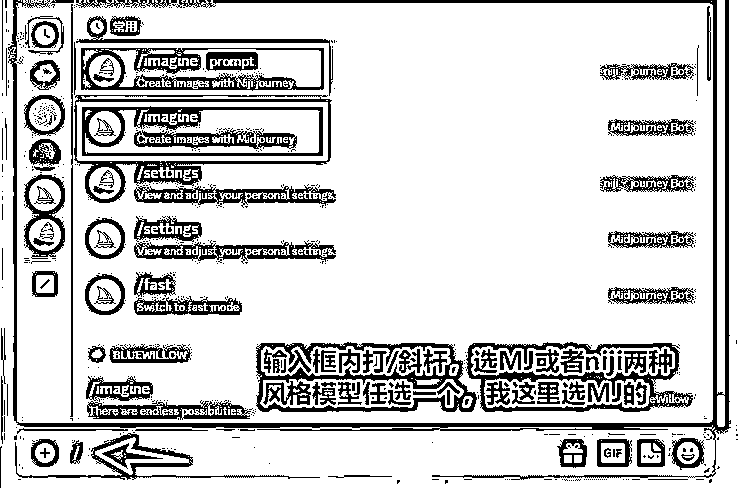 常用
/imagine prompt
Create images with Niji journey
niji・journey Bot
/imagine
Create images with Midjourney
Midjourney Bot
/settings
View and adjust your personal settings.
niji・journey Bot
/settings
View and adjust your personal settings.
Midjourney Bot
/fast
Switch to fast mode
Midjourney Bot
BLUEWILLOW
输入框内打/斜杆，选MJ或者niji两种
风格模型任选一个，我这里选MJ的
/imagine
There are endless possibilities...
eWillow
/
GIF